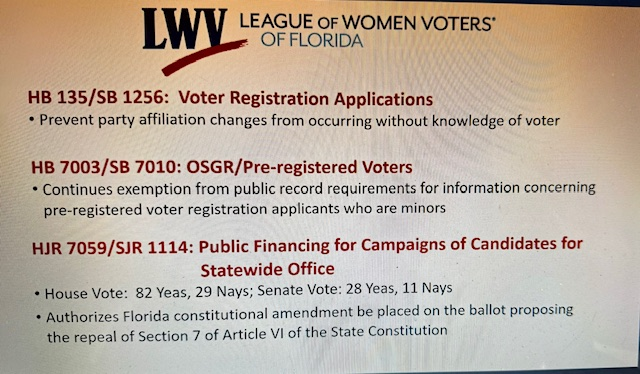 LWV LEAGUE OF WOMEN VOTERS®
OF FLORIDA
HB 135/SB 1256: Voter Registration Applications
• Prevent party affiliation changes from occurring without knowledge of voter
HB 7003/SB 7010: OSGR/Pre-registered Voters
• Continues exemption from public record requirements for information concerning
pre-registered voter registration applicants who are minors
HJR 7059/SJR 1114: Public Financing for Campaigns of Candidates for
Statewide Office
• House Vote: 82 Yeas, 29 Nays; Senate Vote: 28 Yeas, 11 Nays
• Authorizes Florida constitutional amendment be placed on the ballot proposing
the repeal of Section 7 of Article VI of the State Constitution